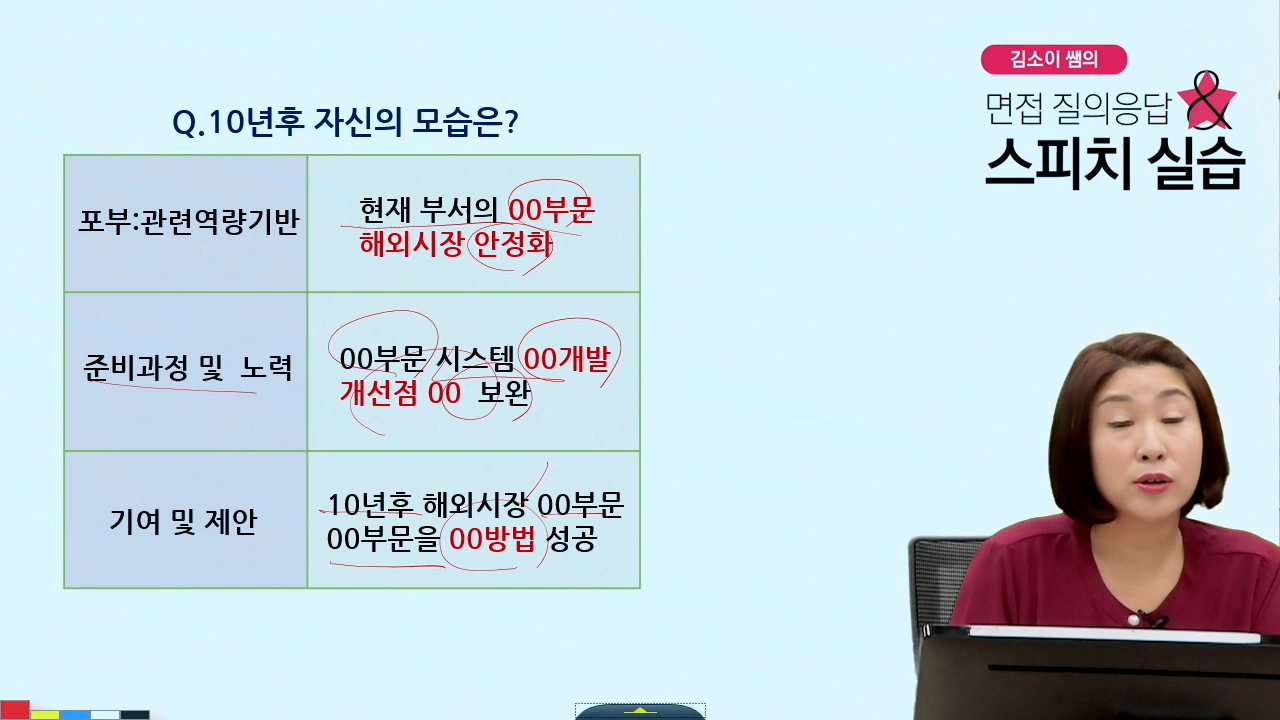 김소이 쌤의
면접 질의응답 &
스피치 실습
Q.10년후 자신의 모습은?
포부:관련역량기반
현재 부서의 00부문
해외시장 안정화
준비과정 및 노력
00부문 시스템 00개발
개선점 00 보완
기여 및 제안
10년후 해외시장 00부문
00부문을 00방법 성공